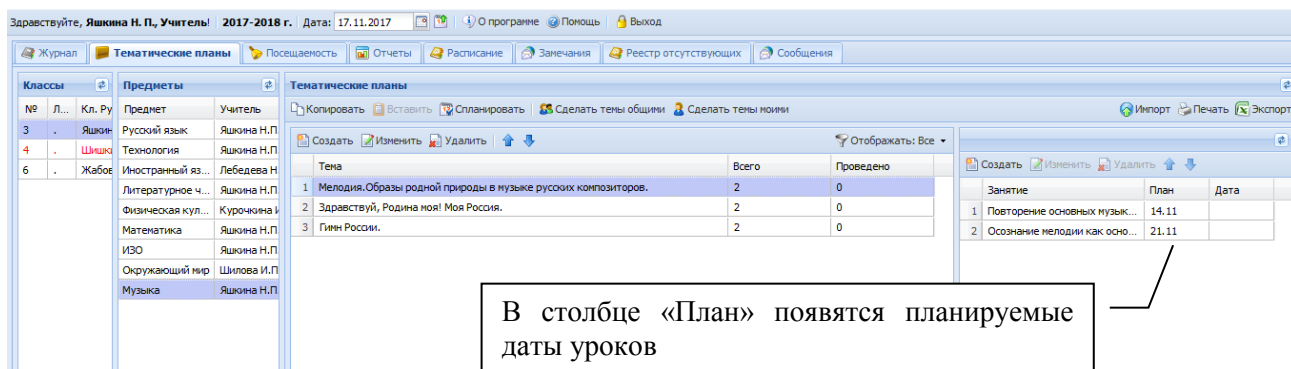 Здравствуйте, Яшкина Н. П., Учитель! 2017-2018 г. Дата: 17.11.2017 О программе Помощь Выход
Журнал Тематические планы Посещаемость Отчеты Расписание Замечания Реестр отсутствующих Сообщения
Классы Предметы Тематические планы
№ Л... Кл. Ру Предмет Учитель Копировать Вставить Спланировать Сделать темы общими Сделать темы моими Импорт Печать Экспорт
3 . Яшкин Русский язык Яшкина Н.П.
4 . Шишки Технология Яшкина Н.П.
6 . Жабов Иностранный яз... Лебедева Н
Литературное ч... Яшкина Н.П.
Физическая кул... Курочкина И
Математика Яшкина Н.П.
ИЗО Яшкина Н.П.
Окружающий мир Шилова И.П
Музыка Яшкина Н.П.
Создать Изменить Удалить Отображать: Все
Тема Всего Проведено
1 Мелодия.Образы родной природы в музыке русских композиторов. 2 0
2 Здравствуй, Родина моя! Моя Россия. 2 0
3 Гимн России. 2 0
Создать Изменить Удалить
Занятие План Дата
1 Повторение основных музык... 14.11
2 Осознание мелодии как осно... 21.11
В столбце «План» появятся планируемые
даты уроков